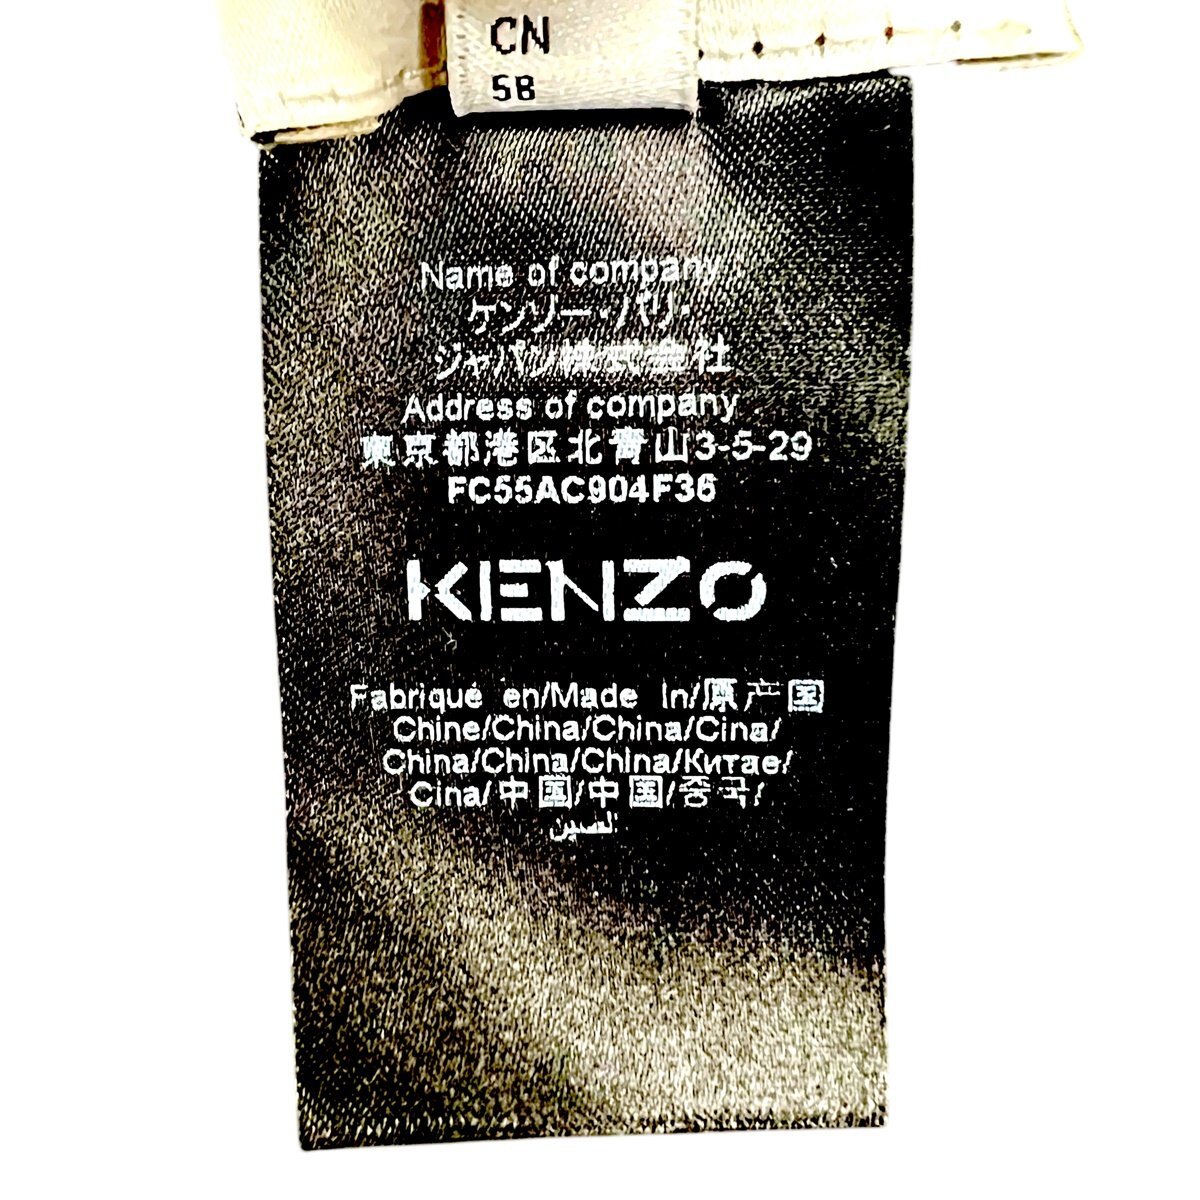 CN
5B
Name of company :
ケンゾー・パリ・
ジャパン株式会社
Address of company :
東京都港区北青山3-5-29
FC55AC904F36
KENZO
Fabriqué en/Made In/原产国
Chine/China/China/Cina/
China/China/China/Китае/
Cina/中国/中国/중국/
الصين